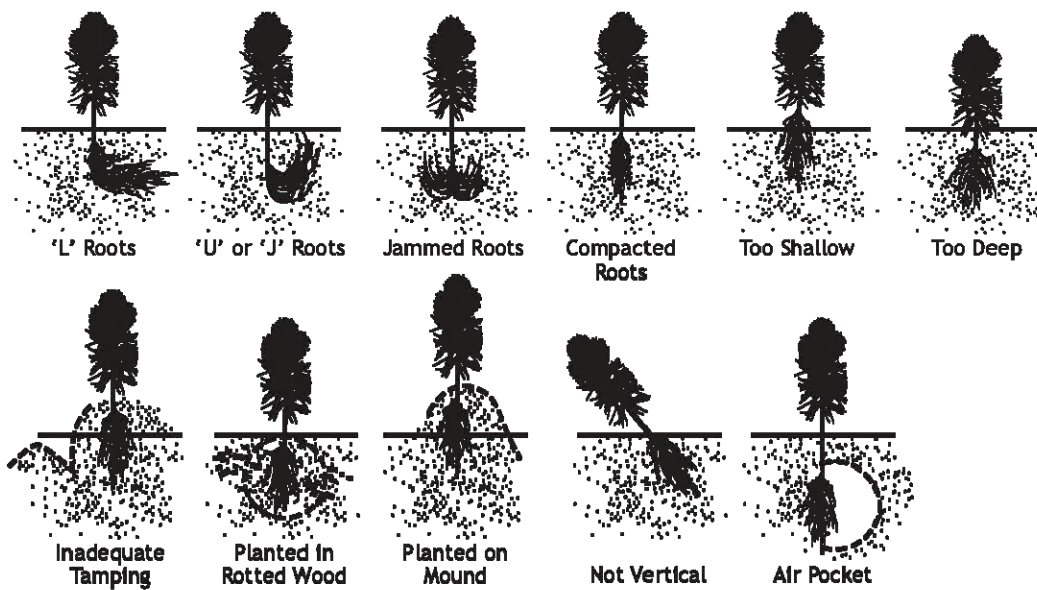 'L' Roots
'U' or 'J' Roots
Jammed Roots
Compacted
Roots
Too Shallow
Too Deep
Inadequate
Tamping
Planted in
Rotted Wood
Planted on
Mound
Not Vertical
Air Pocket